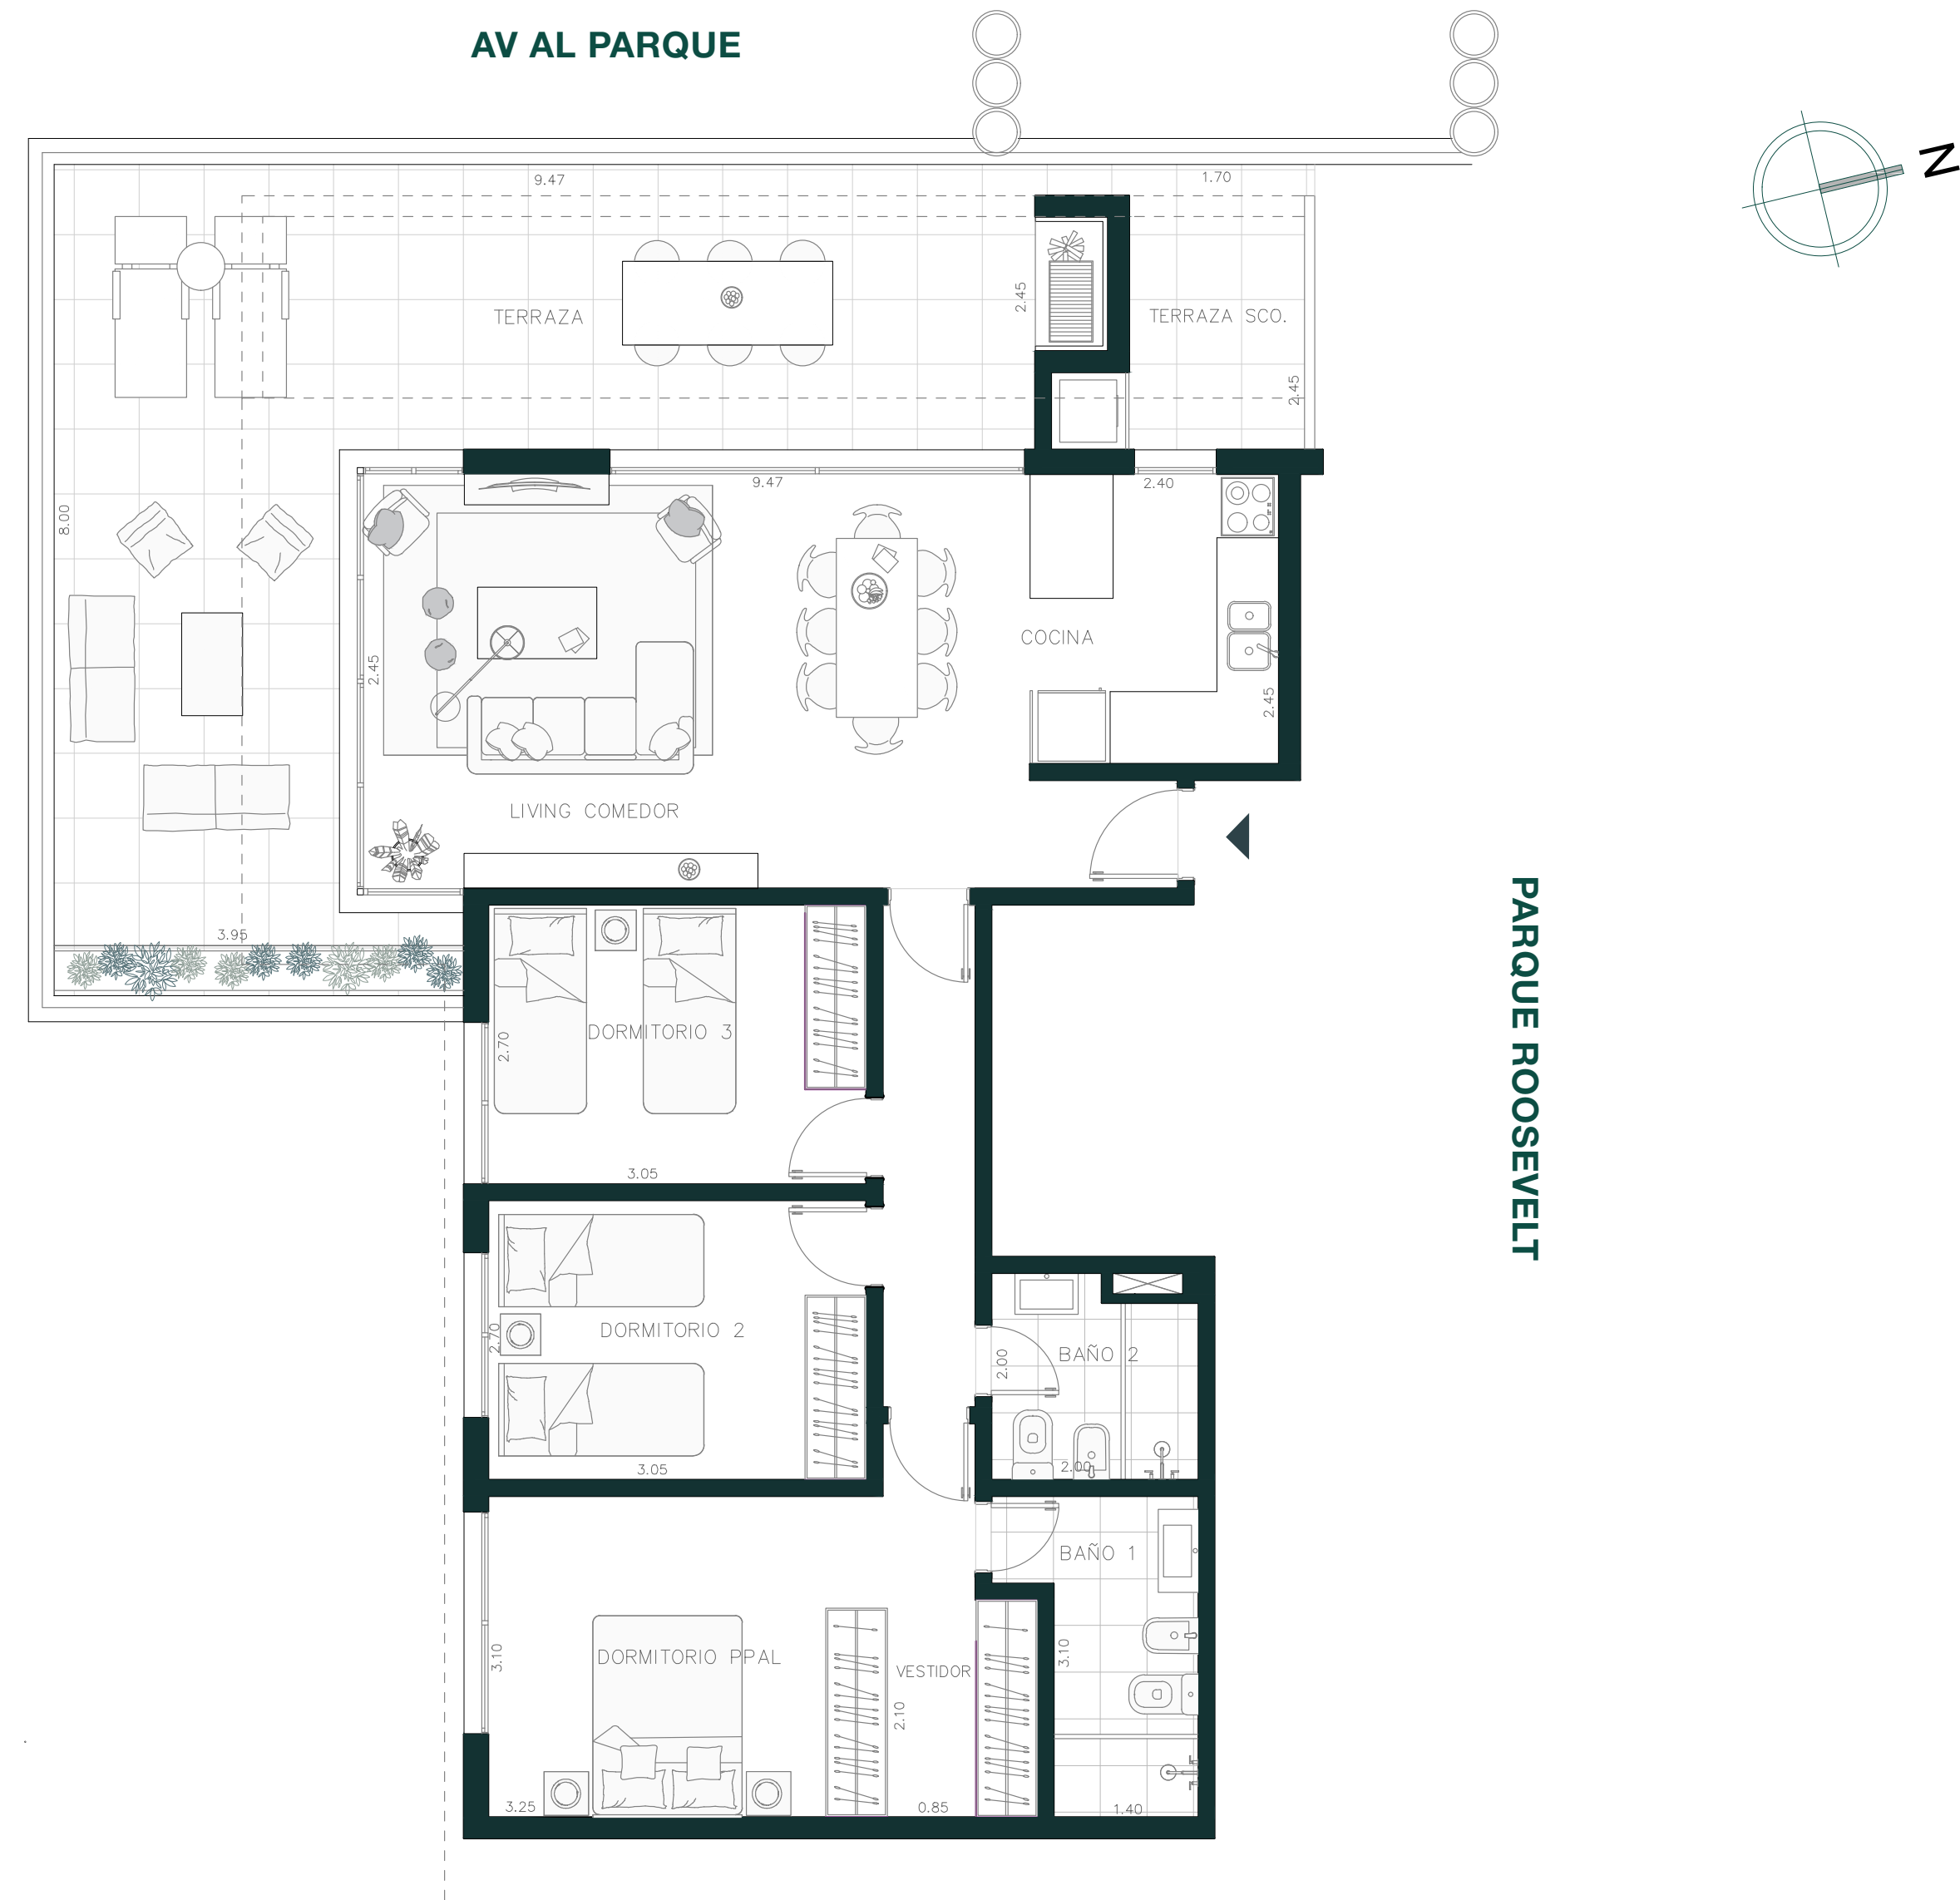 AV AL PARQUE
N
9.47
1.70
TERRAZA
2.45
TERRAZA SCO.
2.45
9.47
2.40
8.00
2.45
COCINA
2.45
LIVING COMEDOR
3.95
PARQUE ROOSEVELT
DORMITORIO 3
2.70
3.05
DORMITORIO 2
2.70
3.05
BAÑO 2
2.00
2.00
BAÑO 1
DORMITORIO PPAL
3.10
VESTIDOR
2.10
3.10
3.25
0.85
1.40